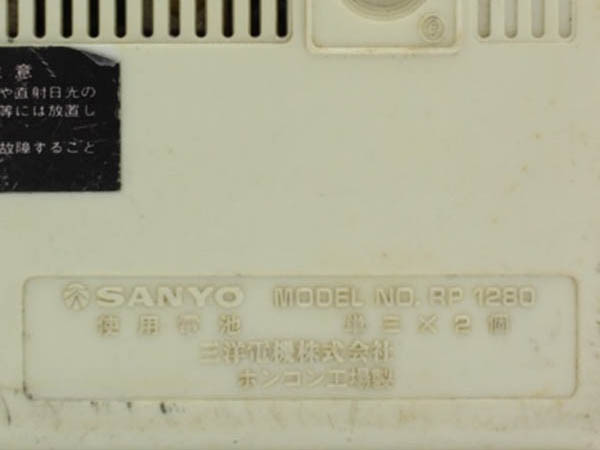 意
や直射日光の
等には放置し
故障すること
SANYO MODEL NO. RP 1280
使用電池 単三×2個
三洋電機株式会社
ホンコン工場製